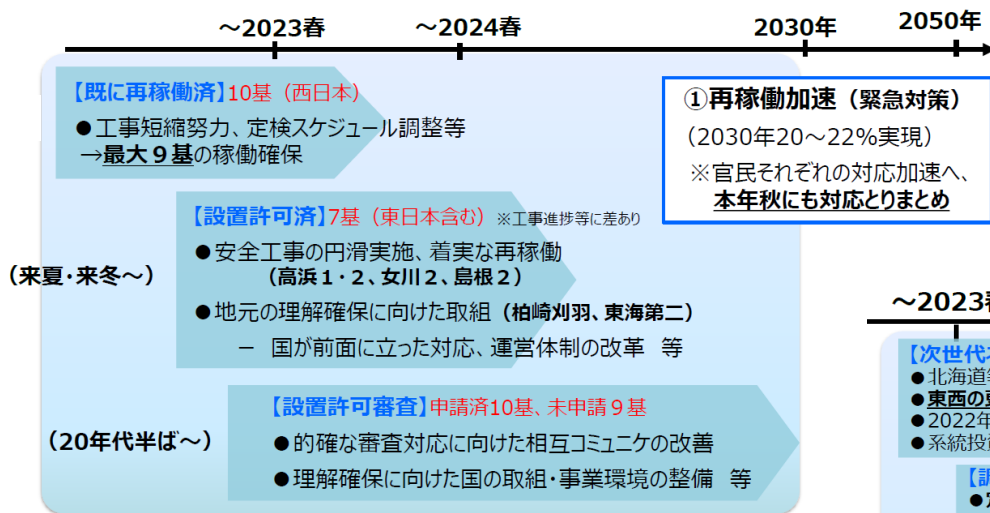 ~2023春
~2024春
2030年
2050年
【既に再稼働済】10基（西日本）
●工事短縮努力、定検スケジュール調整等
→最大９基の稼働確保
①再稼働加速（緊急対策）
（2030年20～22%実現）
※官民それぞれの対応加速へ、
本年秋にも対応とりまとめ
【設置許可済】7基（東日本含む）※工事進捗等に差あり
●安全工事の円滑実施、着実な再稼働
（高浜１・２、女川２、島根２）
（来夏・来冬～）
●地元の理解確保に向けた取組（柏崎刈羽、東海第二）
－ 国が前面に立った対応、運営体制の改革 等
【設置許可審査】申請済10基、未申請９基
（20年代半ば～）
●的確な審査対応に向けた相互コミュニケの改善
●理解確保に向けた国の取組・事業環境の整備 等
～2023
【次世代
●北海道
●東西の
●2022年
●系統投